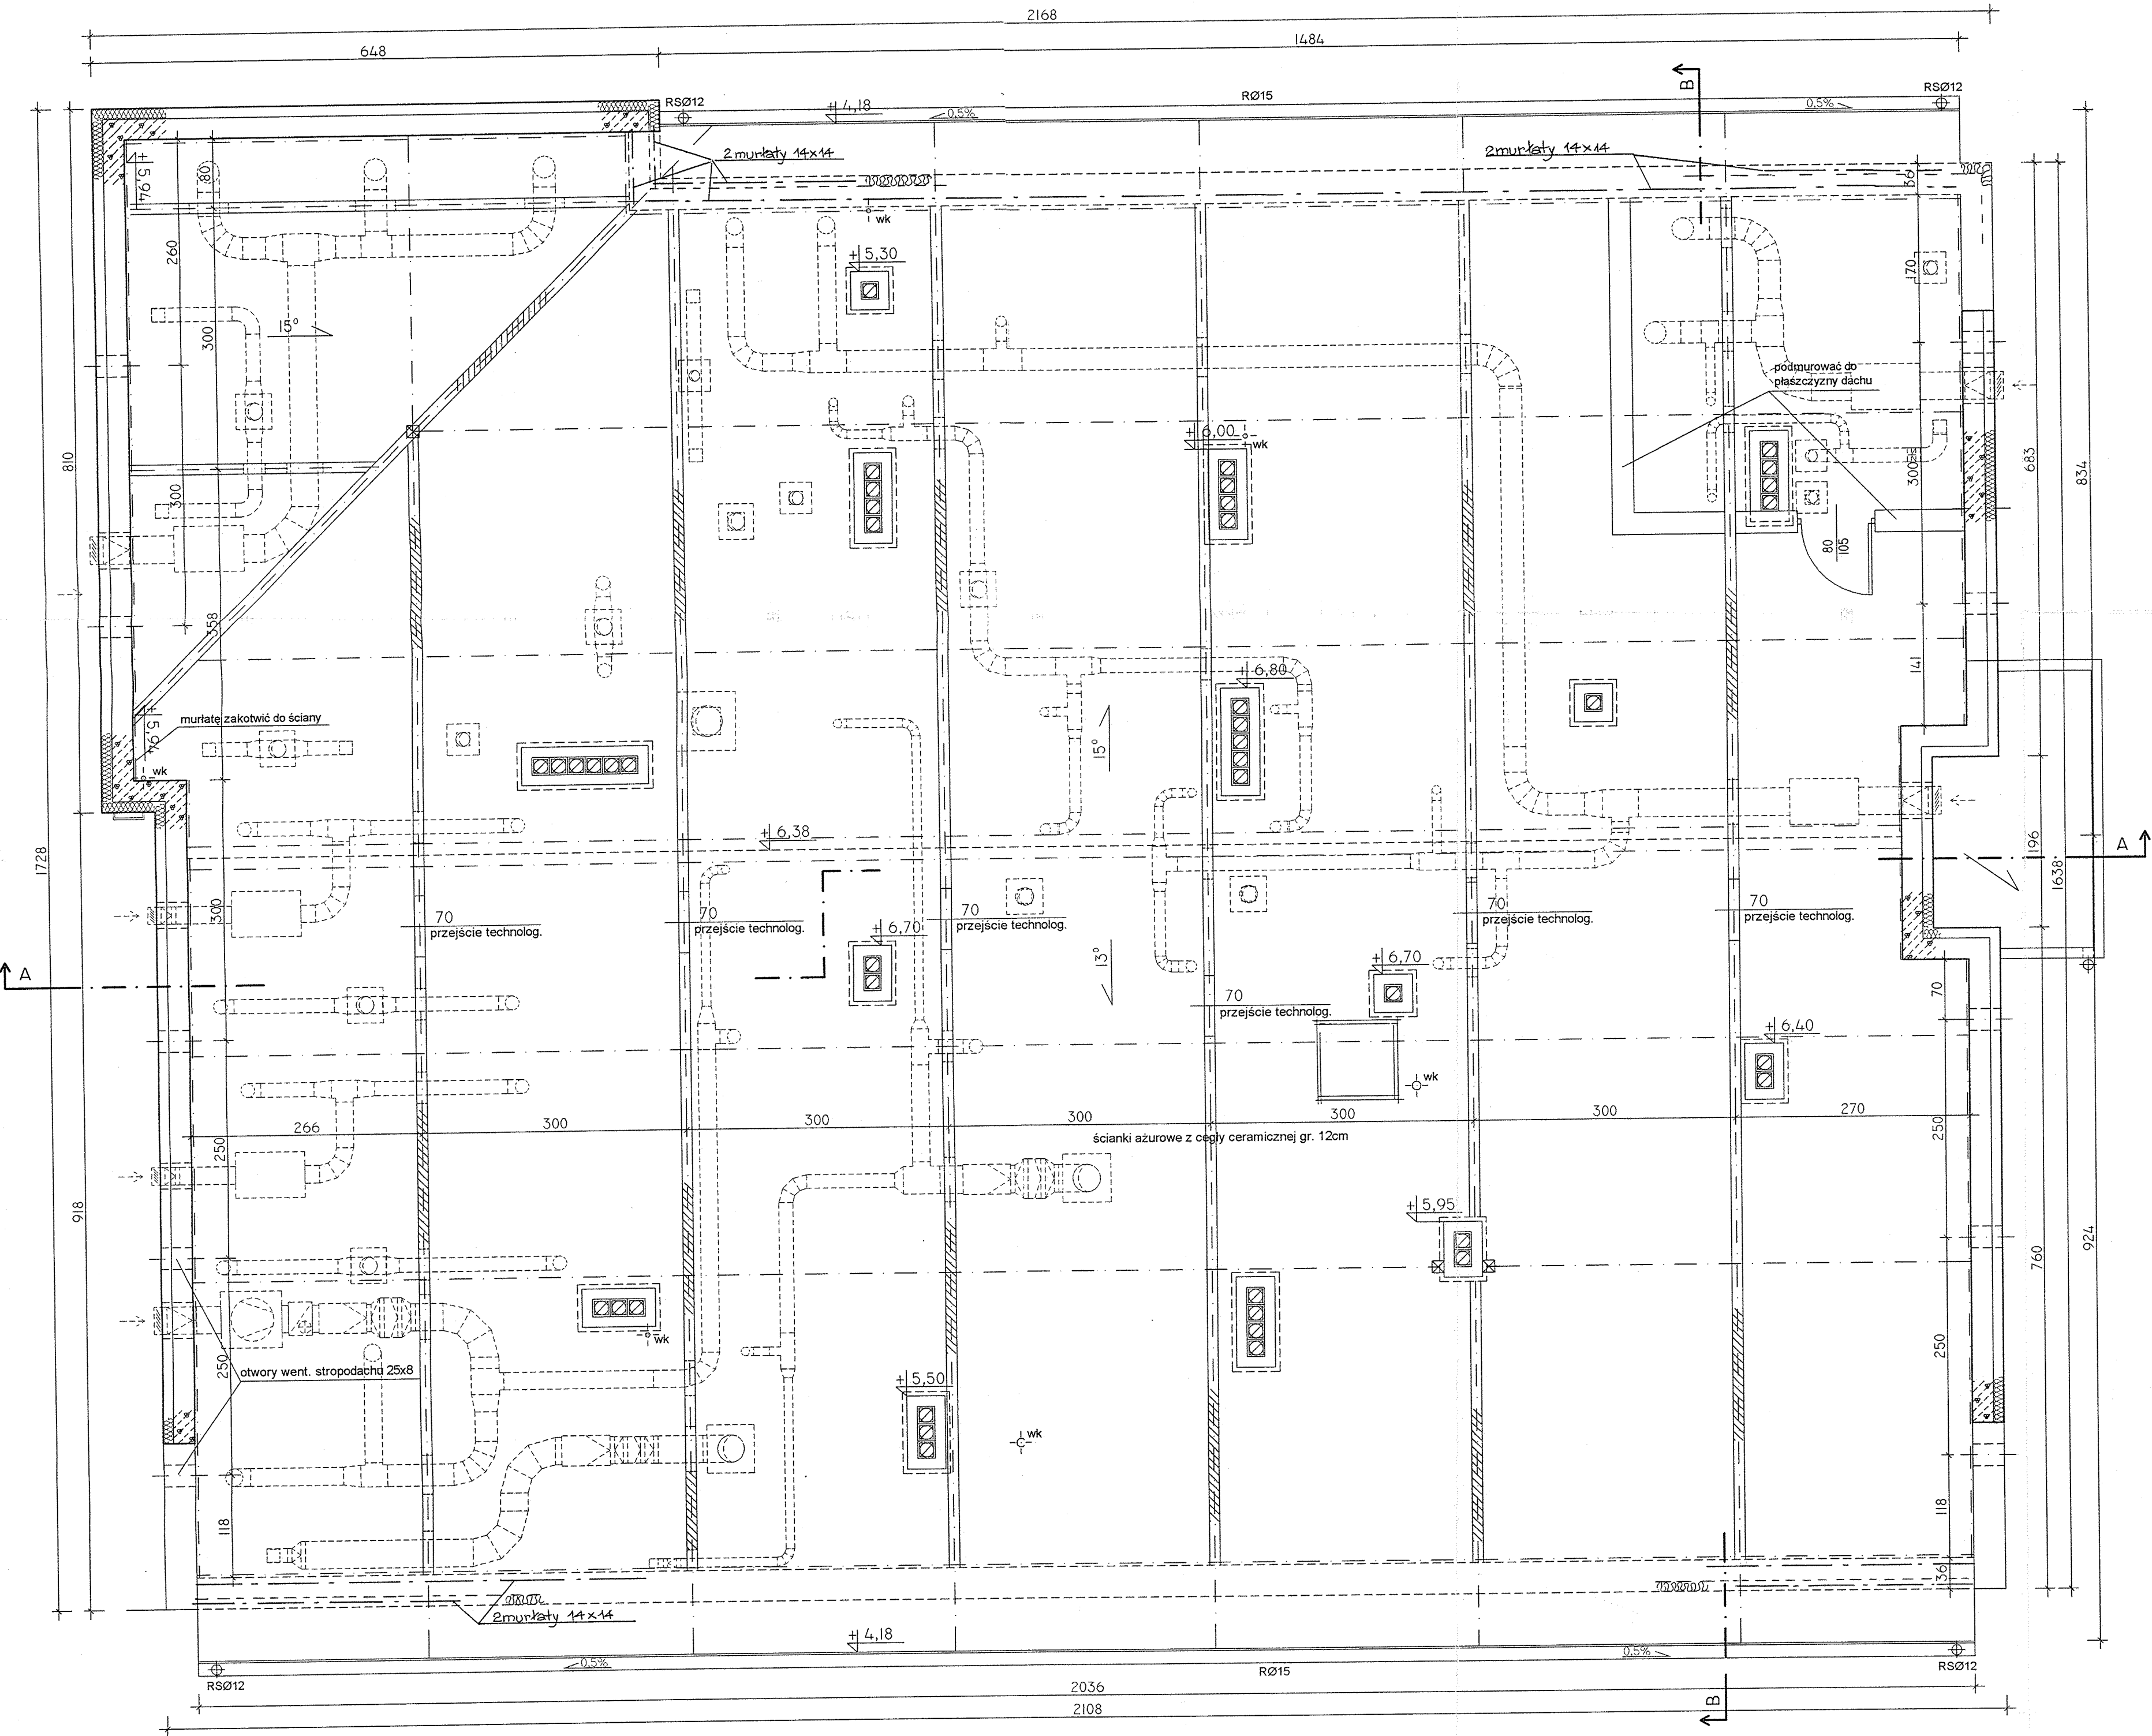 2168
648
1484
RSØ12
+4,18
0.5%
RØ15
B
0.5%
RSØ12
2 murłaty 14x14
2murłaty 14x14
+5,94
80
36
wk
260
+5,30
170
15°
300
podmurować do
płaszczyzny dachu
+6,00
wk
810
300
300
683
834
80
105
358
141
+6,80
+5,94
murłatę zakotwić do ściany
wk
15°
+6,38
1728
196
1638
A
300
70
przejście technolog.
70
przejście technolog.
70
przejście technolog.
70
przejście technolog.
70
przejście technolog.
+6,70
13°
+6,70
A
70
przejście technolog.
70
+6,40
wk
266
300
300
300
300
300
270
ścianki ażurowe z cegły ceramicznej gr. 12cm
250
250
918
+5,95
760
924
wk
250
250
otwory went. stropodachu 25x8
+5,50
wk
118
118
36
2murłaty 14x14
+4,18
0.5%
0.5%
RSØ12
RØ15
RSØ12
2036
B
2108